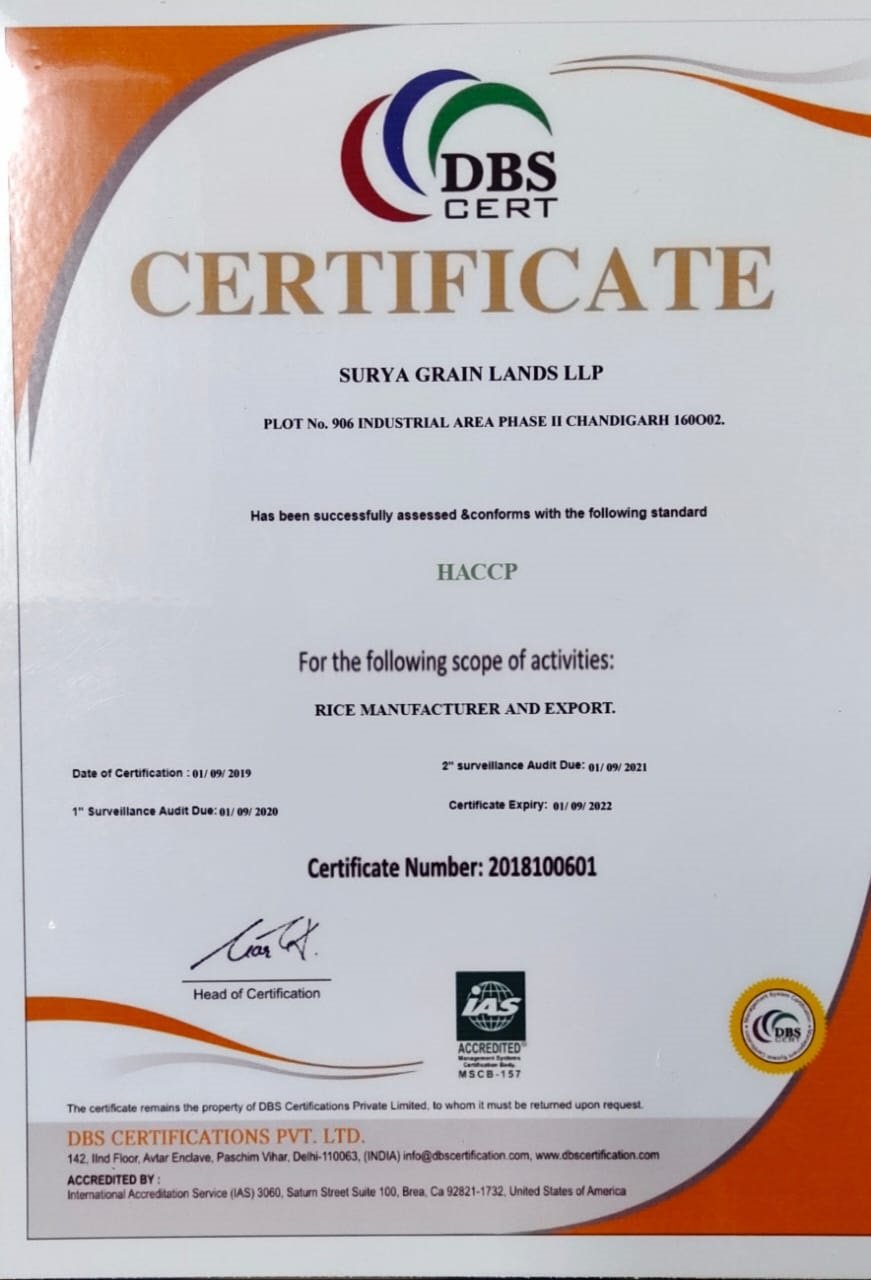 DBS
CERT
CERTIFICATE
SURYA GRAIN LANDS LLP
PLOT No. 906 INDUSTRIAL AREA PHASE II CHANDIGARH 160O02.
Has been successfully assessed &conforms with the following standard
HACCP
For the following scope of activities:
RICE MANUFACTURER AND EXPORT.
Date of Certification : 01/ 09/ 2019
2" surveillance Audit Due: 01/ 09/ 2021
1" Surveillance Audit Due: 01/ 09/ 2020
Certificate Expiry: 01/ 09/ 2022
Certificate Number: 2018100601
Head of Certification
IAS
ACCREDITED
Management Systems
Certification Body
MSCB-157
DBS
CERT
The certificate remains the property of DBS Certifications Private Limited, to whom it must be returned upon request.
DBS CERTIFICATIONS PVT. LTD.
142, IInd Floor, Avtar Enclave, Paschim Vihar, Delhi-110063, (INDIA) info@dbscertification.com, www.dbscertification.com
ACCREDITED BY :
International Accreditation Service (IAS) 3060, Saturn Street Suite 100, Brea, Ca 92821-1732, United States of America